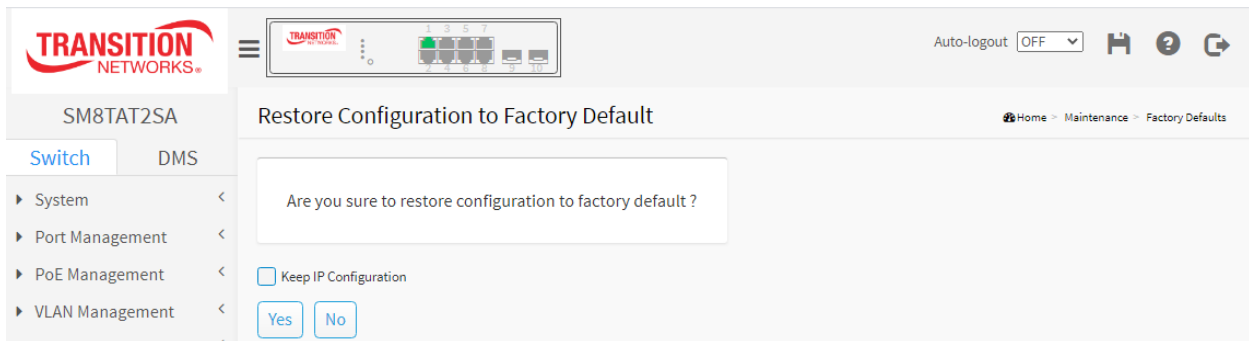 TRANSITION
NETWORKS®
TRANSITION
NETWORKS
1 3 5 7
2 4 6 8 9 10
Auto-logout OFF
SM8TAT2SA
Restore Configuration to Factory Default
Home > Maintenance > Factory Defaults
Switch DMS
System
Port Management
PoE Management
VLAN Management
Are you sure to restore configuration to factory default ?
Keep IP Configuration
Yes No